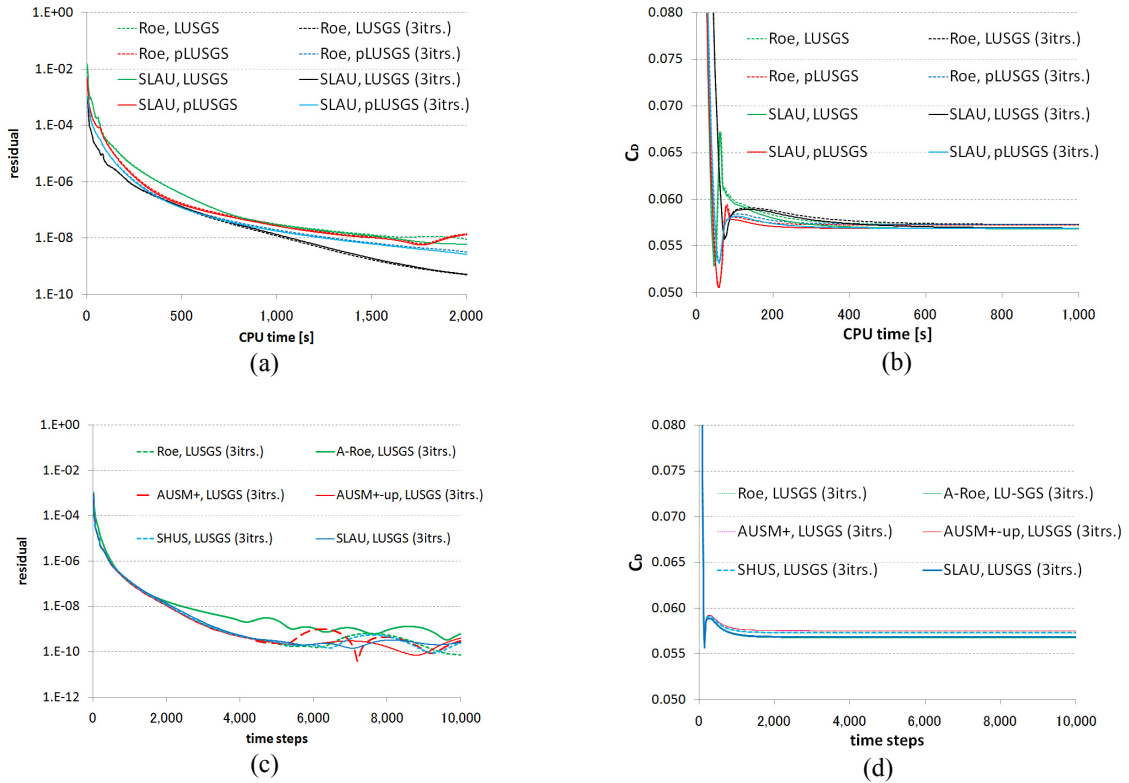 1.E+00
1.E-02
1.E-04
1.E-06
1.E-08
1.E-10
residual
Roe, LUSGS
Roe, LUSGS (3itrs.)
Roe, pLUSGS
Roe, pLUSGS (3itrs.)
SLAU, LUSGS
SLAU, LUSGS (3itrs.)
SLAU, pLUSGS
SLAU, pLUSGS (3itrs.)
0
500
1,000
1,500
2,000
CPU time [s]
(a)
0.080
0.075
0.070
0.065
0.060
0.055
0.050
CD
Roe, LUSGS
Roe, LUSGS (3itrs.)
Roe, pLUSGS
Roe, pLUSGS (3itrs.)
SLAU, LUSGS
SLAU, LUSGS (3itrs.)
SLAU, pLUSGS
SLAU, pLUSGS (3itrs.)
0
200
400
600
800
1,000
CPU time [s]
(b)
1.E+00
1.E-02
1.E-04
1.E-06
1.E-08
1.E-10
1.E-12
residual
Roe, LUSGS (3itrs.)
A-Roe, LUSGS (3itrs.)
AUSM+, LUSGS (3itrs.)
AUSM+-up, LUSGS (3itrs.)
SHUS, LUSGS (3itrs.)
SLAU, LUSGS (3itrs.)
0
2,000
4,000
6,000
8,000
10,000
time steps
(c)
0.080
0.075
0.070
0.065
0.060
0.055
0.050
CD
Roe, LUSGS (3itrs.)
A-Roe, LU-SGS (3itrs.)
AUSM+, LUSGS (3itrs.)
AUSM+-up, LUSGS (3itrs.)
SHUS, LUSGS (3itrs.)
SLAU, LUSGS (3itrs.)
0
2,000
4,000
6,000
8,000
10,000
time steps
(d)